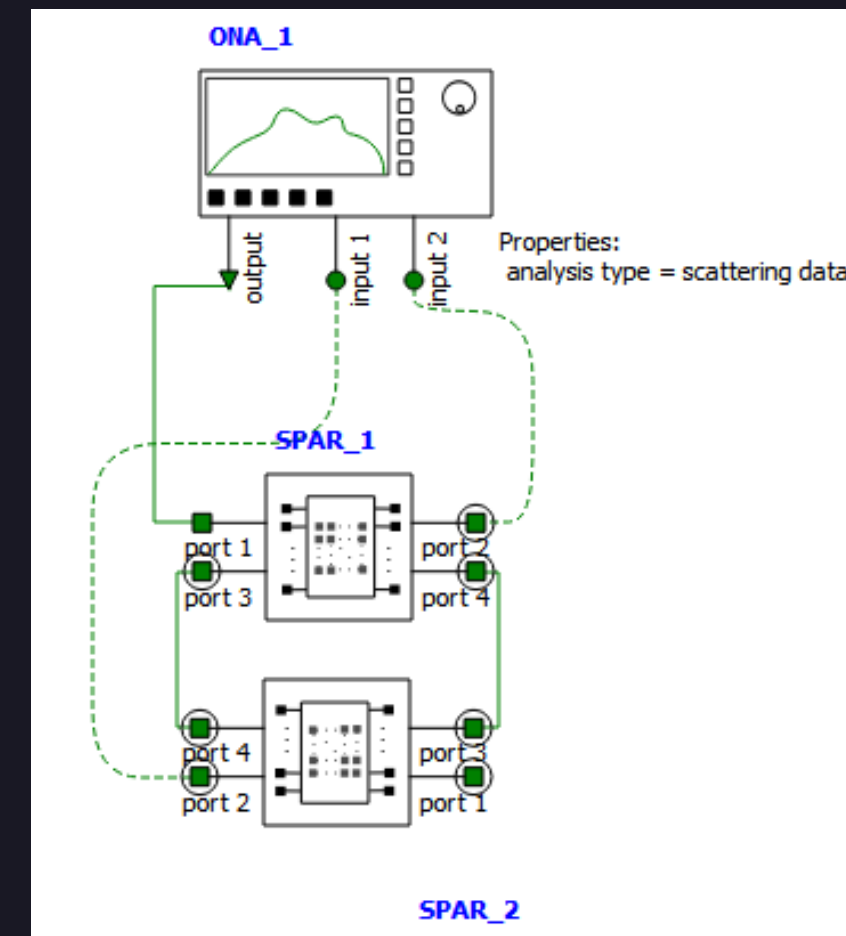 ONA_1
output
input 1
input 2
Properties:
analysis type = scattering data
SPAR_1
port 1
port 2
port 3
port 4
port 4
port 3
port 2
port 1
SPAR_2